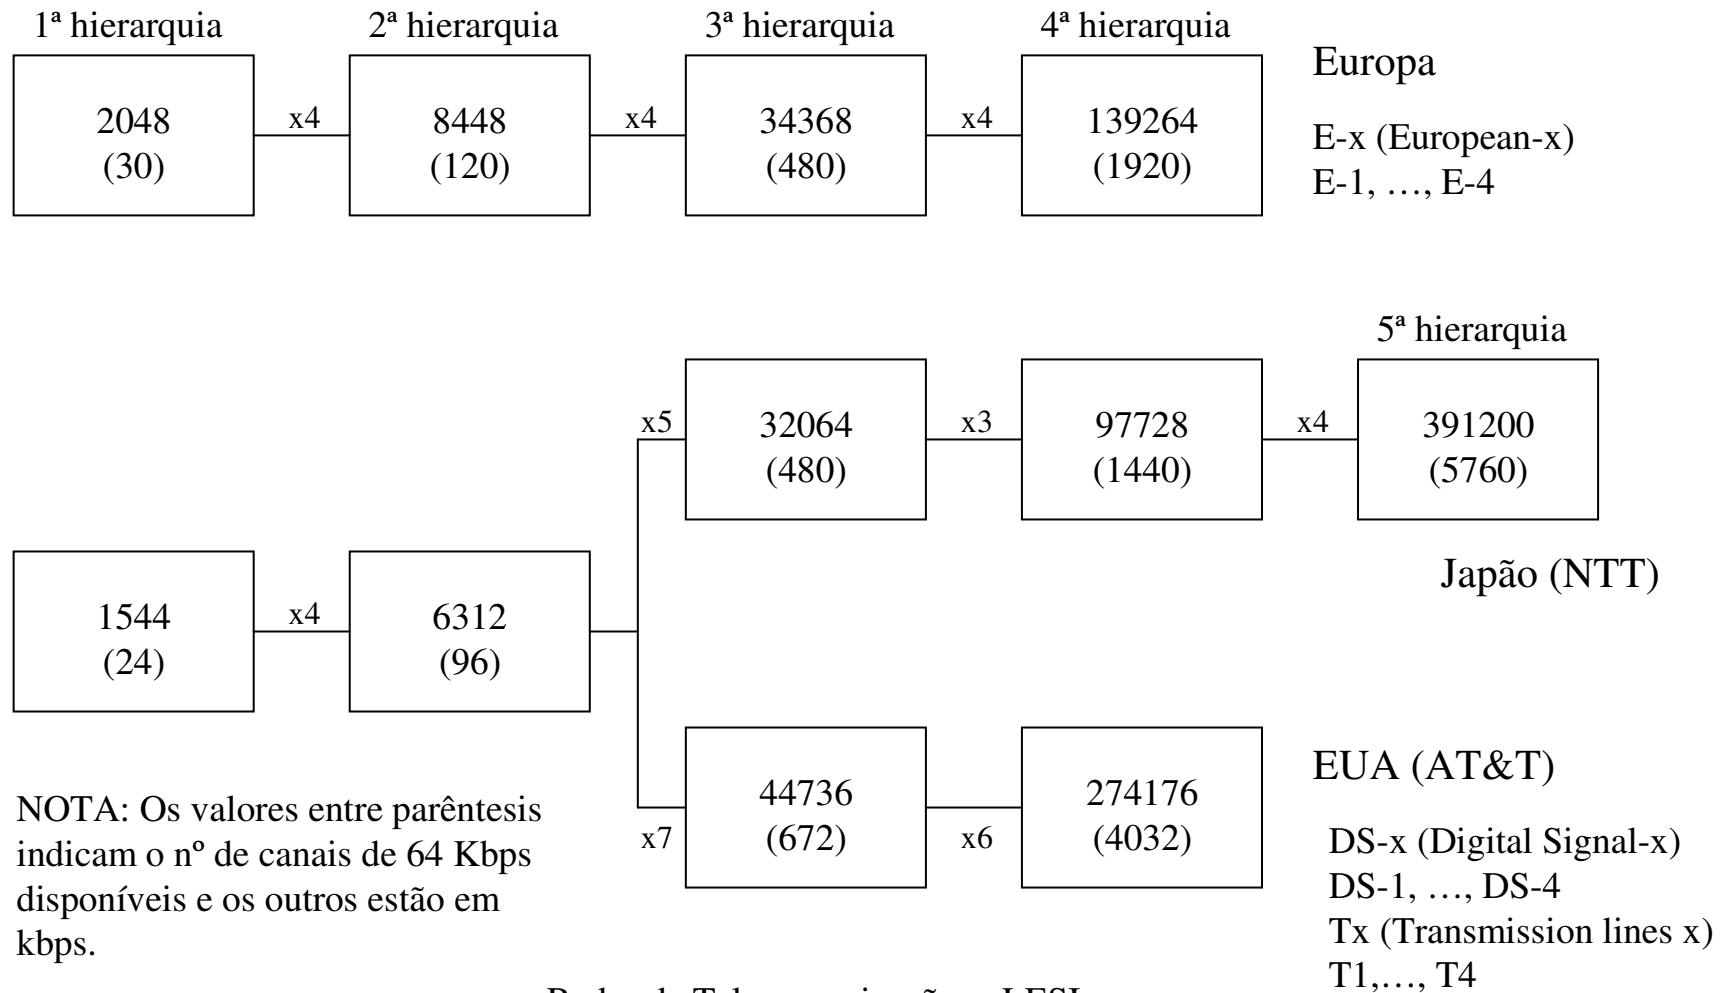 1ª hierarquia
2ª hierarquia
3ª hierarquia
4ª hierarquia
Europa
2048
(30)
x4
8448
(120)
x4
34368
(480)
x4
139264
(1920)
E-x (European-x)
E-1, …, E-4
5ª hierarquia
x5
32064
(480)
x3
97728
(1440)
x4
391200
(5760)
Japão (NTT)
1544
(24)
x4
6312
(96)
x7
44736
(672)
x6
274176
(4032)
EUA (AT&T)
DS-x (Digital Signal-x)
DS-1, …, DS-4
Tx (Transmission lines x)
T1,…, T4
NOTA: Os valores entre parêntesis
indicam o nº de canais de 64 Kbps
disponíveis e os outros estão em
kbps.